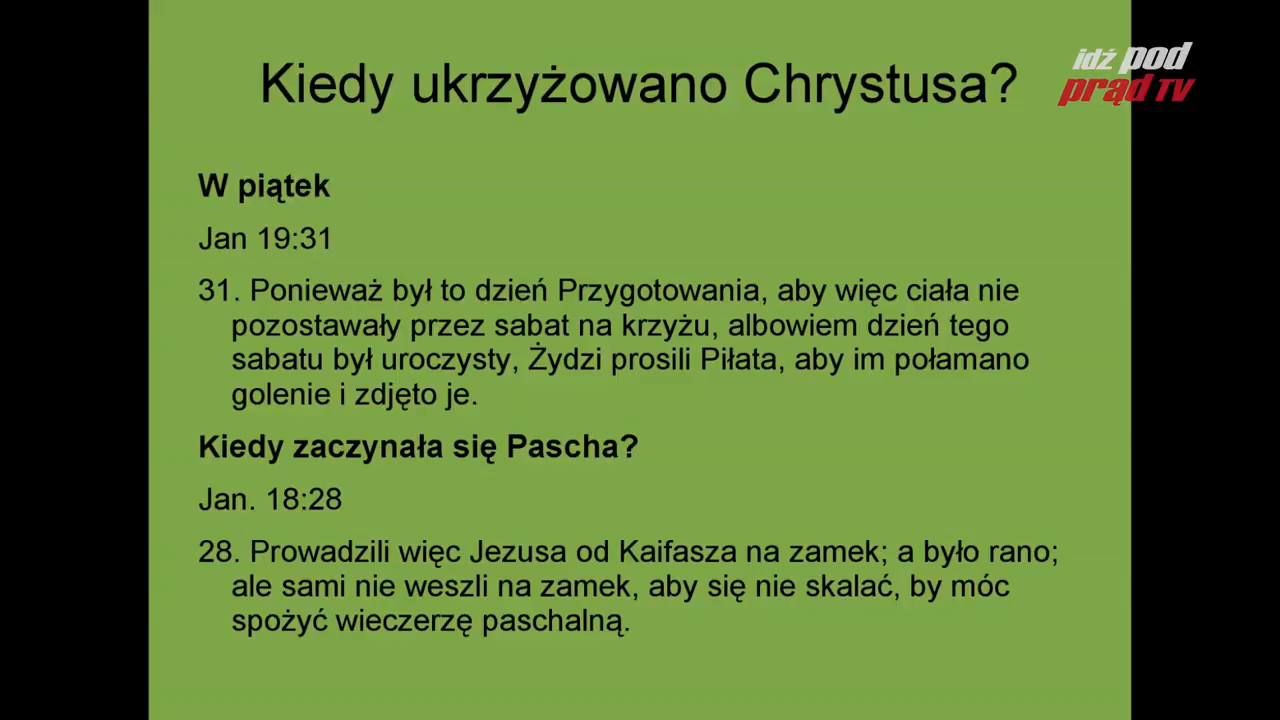 Kiedy ukrzyżowano Chrystusa?
idź pod
prąd TV
W piątek
Jan 19:31
31. Ponieważ był to dzień Przygotowania, aby więc ciała nie
pozostawały przez sabat na krzyżu, albowiem dzień tego
sabatu był uroczysty, Żydzi prosili Piłata, aby im połamano
golenie i zdjęto je.
Kiedy zaczynała się Pascha?
Jan. 18:28
28. Prowadzili więc Jezusa od Kaifasza na zamek; a było rano;
ale sami nie weszli na zamek, aby się nie skalać, by móc
spożyć wieczerzę paschalną.